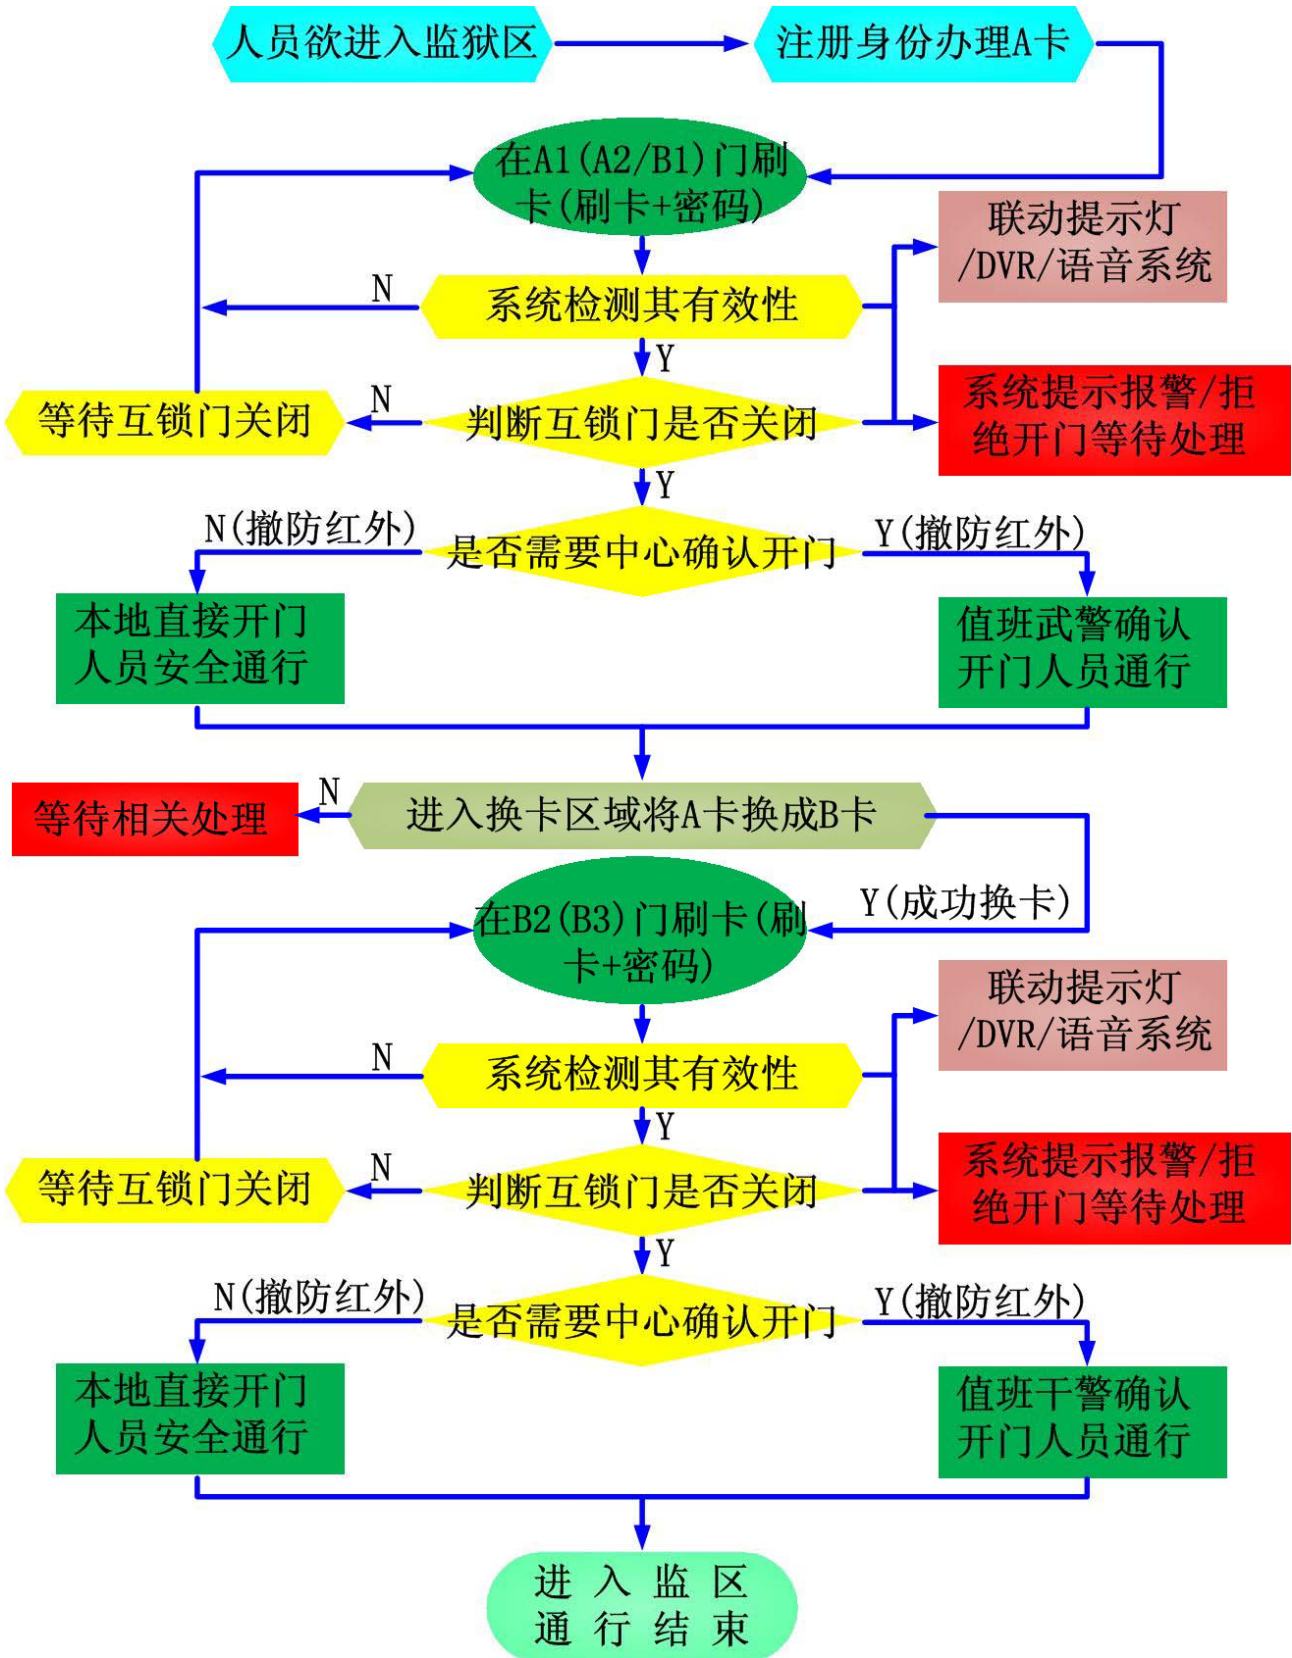 人员欲进入监狱区
注册身份办理A卡
在A1(A2/B1)门刷
卡(刷卡+密码)
联动提示灯
/DVR/语音系统
N
系统检测其有效性
Y
等待互锁门关闭
N
判断互锁门是否关闭
系统提示报警/拒
绝开门等待处理
Y
N(撤防红外)
是否需要中心确认开门
Y(撤防红外)
本地直接开门
人员安全通行
值班武警确认
开门人员通行
等待相关处理
N
进入换卡区域将A卡换成B卡
Y(成功换卡)
在B2(B3)门刷卡(刷
卡+密码)
联动提示灯
/DVR/语音系统
N
系统检测其有效性
Y
等待互锁门关闭
N
判断互锁门是否关闭
系统提示报警/拒
绝开门等待处理
Y
N(撤防红外)
是否需要中心确认开门
Y(撤防红外)
本地直接开门
人员安全通行
值班干警确认
开门人员通行
进 入 监 区
通 行 结 束